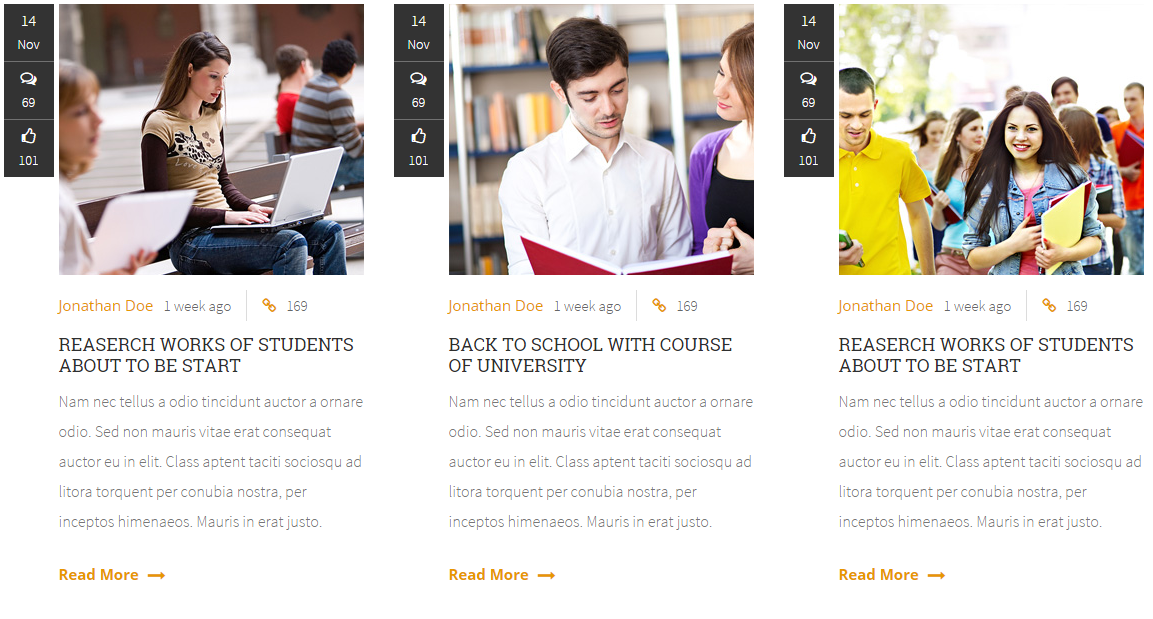 14
Nov
69
101
Jonathan Doe 1 week ago 169
REASERCH WORKS OF STUDENTS
ABOUT TO BE START
Nam nec tellus a odio tincidunt auctor a ornare
odio. Sed non mauris vitae erat consequat
auctor eu in elit. Class aptent taciti sociosqu ad
litora torquent per conubia nostra, per
inceptos himenaeos. Mauris in erat justo.
Read More
14
Nov
69
101
Jonathan Doe 1 week ago 169
BACK TO SCHOOL WITH COURSE
OF UNIVERSITY
Nam nec tellus a odio tincidunt auctor a ornare
odio. Sed non mauris vitae erat consequat
auctor eu in elit. Class aptent taciti sociosqu ad
litora torquent per conubia nostra, per
inceptos himenaeos. Mauris in erat justo.
Read More
14
Nov
69
101
Jonathan Doe 1 week ago 169
REASERCH WORKS OF STUDENTS
ABOUT TO BE START
Nam nec tellus a odio tincidunt auctor a ornare
odio. Sed non mauris vitae erat consequat
auctor eu in elit. Class aptent taciti sociosqu ad
litora torquent per conubia nostra, per
inceptos himenaeos. Mauris in erat justo.
Read More